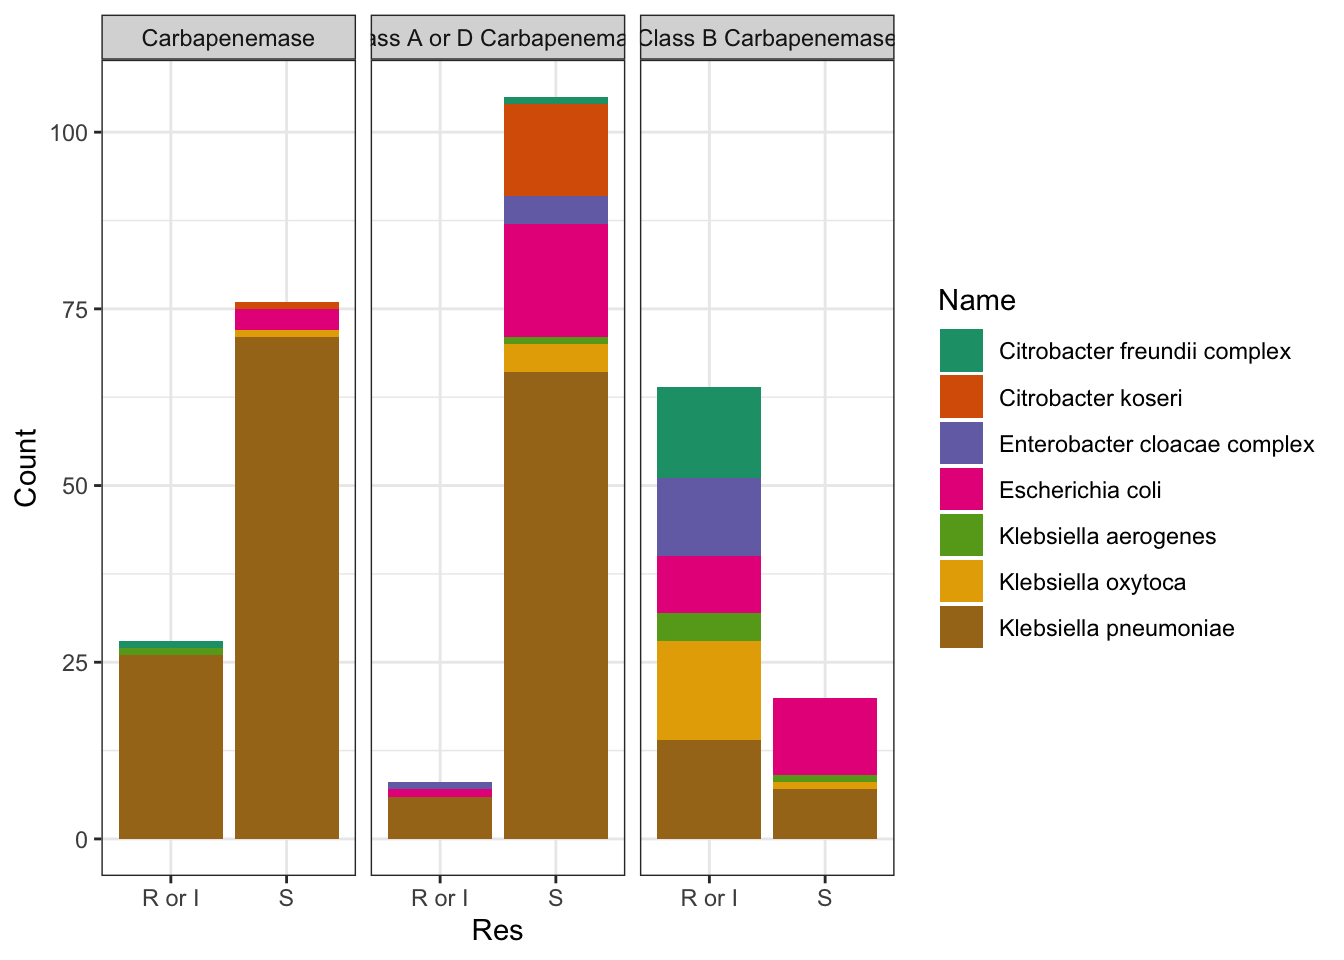 Carbapenemase
ass A or D Carbapenema
Class B Carbapenemase
100
75
50
25
0
Count
R or I
S
R or I
S
R or I
S
Res
Name
Citrobacter freundii complex
Citrobacter koseri
Enterobacter cloacae complex
Escherichia coli
Klebsiella aerogenes
Klebsiella oxytoca
Klebsiella pneumoniae